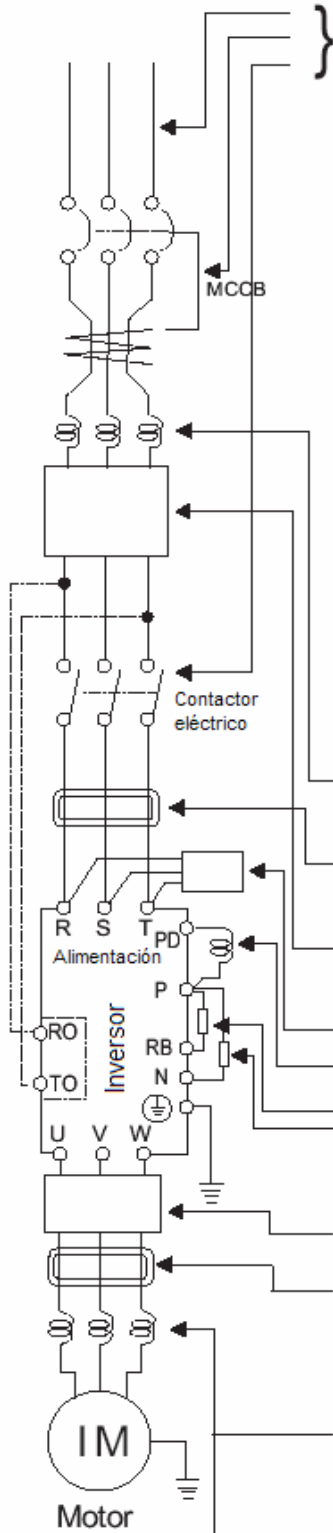 MCCB
Contactor
eléctrico
R S T
PD
Alimentación
P
Inversor
RO
RB
N
TO
U V W
IM
Motor